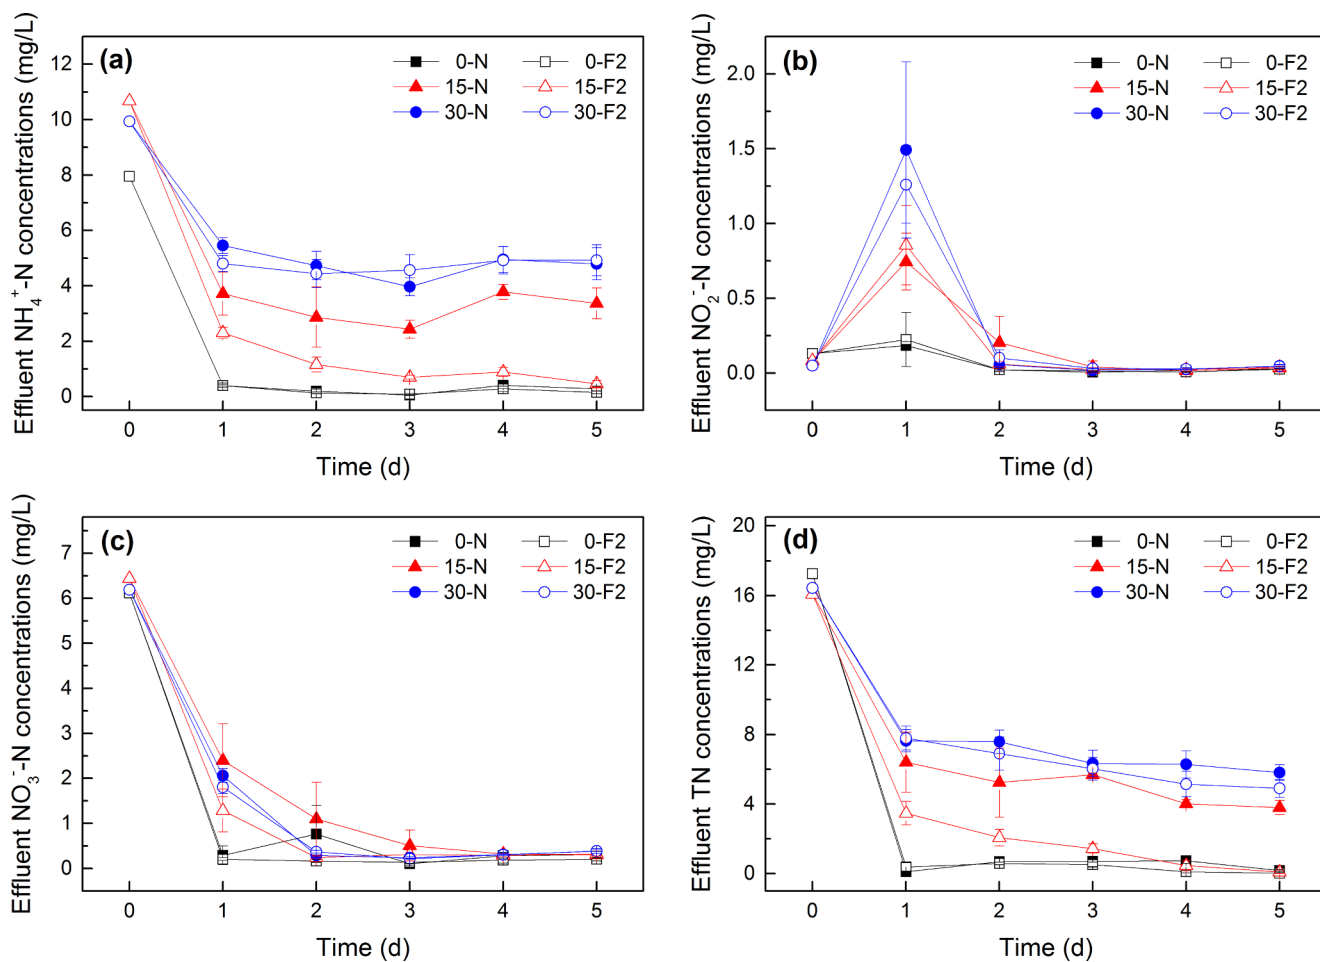 (a)
0-N 0-F2
15-N 15-F2
30-N 30-F2
12
10
8
6
4
2
0
Effluent NH₄⁺-N concentrations (mg/L)
0 1 2 3 4 5
Time (d)
(b)
0-N 0-F2
15-N 15-F2
30-N 30-F2
2.0
1.5
1.0
0.5
0.0
Effluent NO₂⁻-N concentrations (mg/L)
0 1 2 3 4 5
Time (d)
(c)
0-N 0-F2
15-N 15-F2
30-N 30-F2
7
6
5
4
3
2
1
0
Effluent NO₃⁻-N concentrations (mg/L)
0 1 2 3 4 5
Time (d)
(d)
0-N 0-F2
15-N 15-F2
30-N 30-F2
20
16
12
8
4
0
Effluent TN concentrations (mg/L)
0 1 2 3 4 5
Time (d)